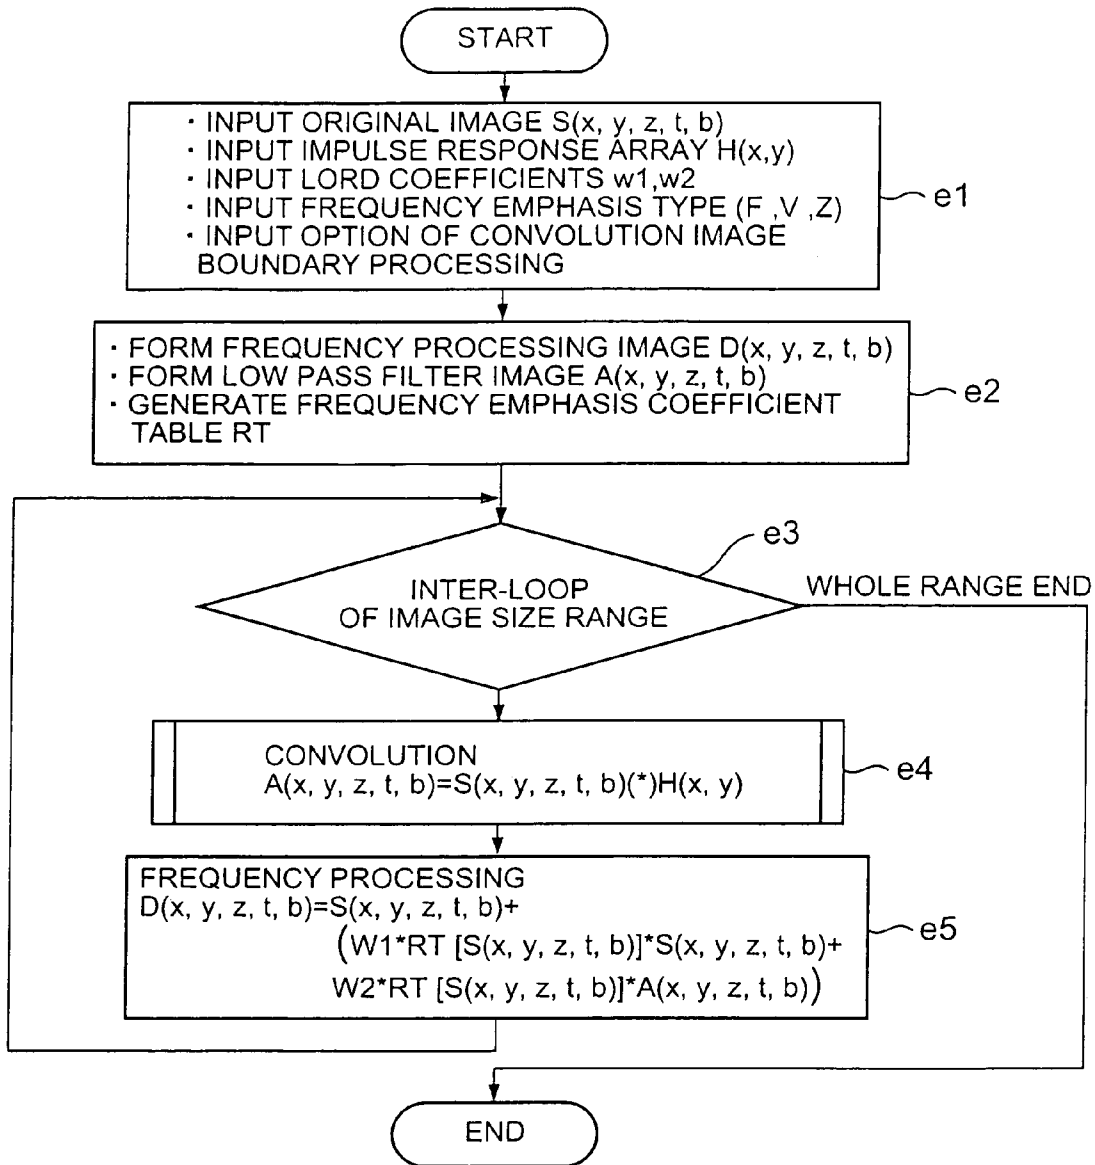 START
· INPUT ORIGINAL IMAGE S(x, y, z, t, b)
· INPUT IMPULSE RESPONSE ARRAY H(x,y)
· INPUT LORD COEFFICIENTS w1,w2
· INPUT FREQUENCY EMPHASIS TYPE (F ,V ,Z)
· INPUT OPTION OF CONVOLUTION IMAGE
BOUNDARY PROCESSING
e1
· FORM FREQUENCY PROCESSING IMAGE D(x, y, z, t, b)
· FORM LOW PASS FILTER IMAGE A(x, y, z, t, b)
· GENERATE FREQUENCY EMPHASIS COEFFICIENT
TABLE RT
e2
e3
INTER-LOOP
OF IMAGE SIZE RANGE
WHOLE RANGE END
CONVOLUTION
A(x, y, z, t, b)=S(x, y, z, t, b)(*)H(x, y)
e4
FREQUENCY PROCESSING
D(x, y, z, t, b)=S(x, y, z, t, b)+
(W1*RT [S(x, y, z, t, b)]*S(x, y, z, t, b)+
W2*RT [S(x, y, z, t, b)]*A(x, y, z, t, b))
e5
END